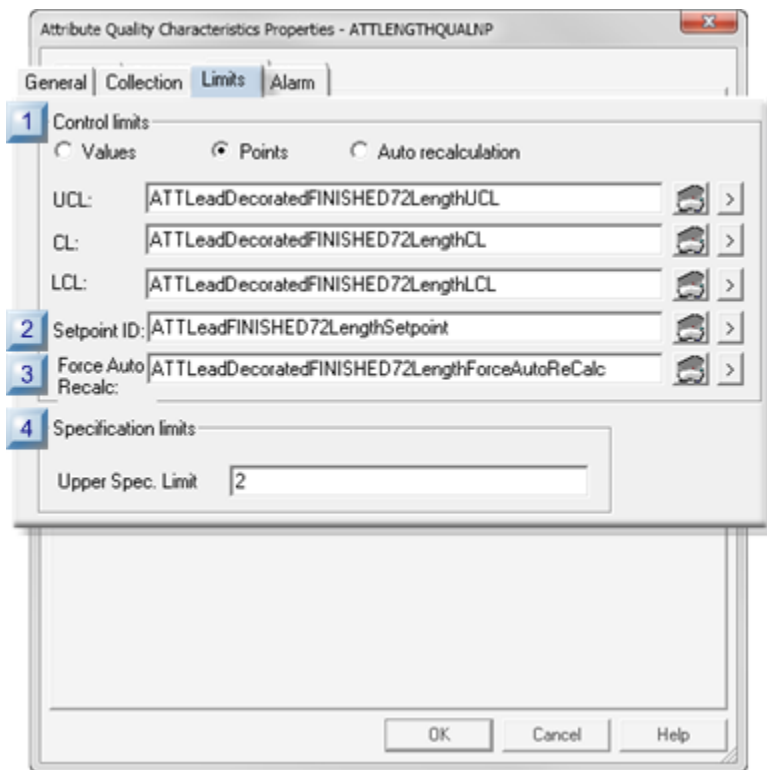 Attribute Quality Characteristics Properties - ATTLENGTHQUALNP
General Collection Limits Alarm
1 Control limits
Values Points Auto recalculation
UCL: ATTLeadDecoratedFINISHED72LengthUCL >
CL: ATTLeadDecoratedFINISHED72LengthCL >
LCL: ATTLeadDecoratedFINISHED72LengthLCL >
2 Setpoint ID: ATTLeadFINISHED72LengthSetpoint >
3 Force Auto Recalc: ATTLeadDecoratedFINISHED72LengthForceAutoReCalc >
4 Specification limits
Upper Spec. Limit 2
OK Cancel Help